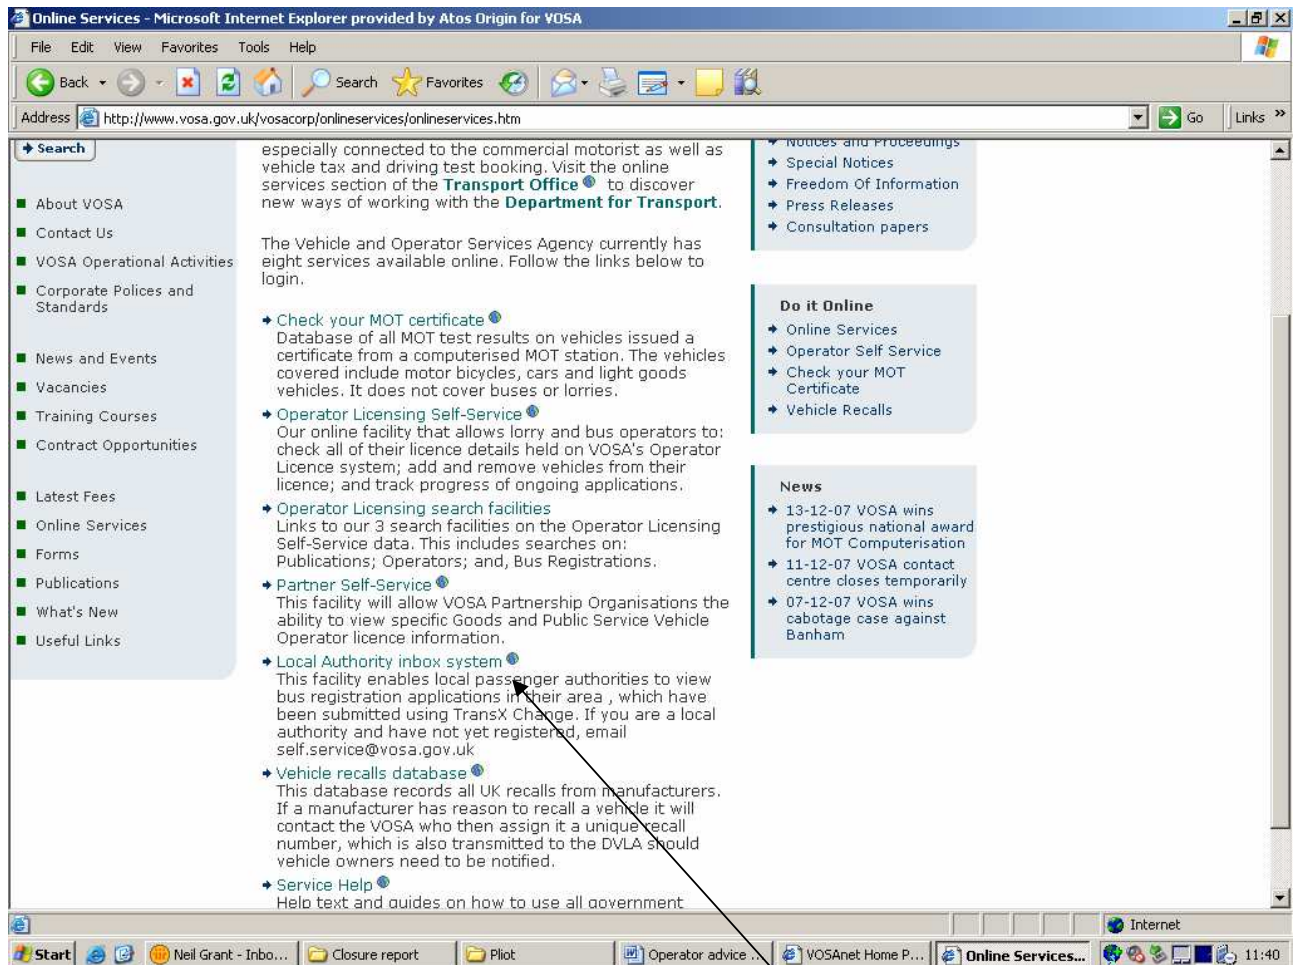 Online Services - Microsoft Internet Explorer provided by Atos Origin for VOSA
File Edit View Favorites Tools Help
Back Search Favorites
Address http://www.vosa.gov.uk/vosacorp/onlineservices/onlineservices.htm Go Links »
Search
About VOSA
Contact Us
VOSA Operational Activities
Corporate Polices and
Standards
News and Events
Vacancies
Training Courses
Contract Opportunities
Latest Fees
Online Services
Forms
Publications
What's New
Useful Links
especially connected to the commercial motorist as well as
vehicle tax and driving test booking. Visit the online
services section of the Transport Office to discover
new ways of working with the Department for Transport.
The Vehicle and Operator Services Agency currently has
eight services available online. Follow the links below to
login.
Check your MOT certificate
Database of all MOT test results on vehicles issued a
certificate from a computerised MOT station. The vehicles
covered include motor bicycles, cars and light goods
vehicles. It does not cover buses or lorries.
Operator Licensing Self-Service
Our online facility that allows lorry and bus operators to:
check all of their licence details held on VOSA's Operator
Licence system; add and remove vehicles from their
licence; and track progress of ongoing applications.
Operator Licensing search facilities
Links to our 3 search facilities on the Operator Licensing
Self-Service data. This includes searches on:
Publications; Operators; and, Bus Registrations.
Partner Self-Service
This facility will allow VOSA Partnership Organisations the
ability to view specific Goods and Public Service Vehicle
Operator licence information.
Local Authority inbox system
This facility enables local passenger authorities to view
bus registration applications in their area , which have
been submitted using TransX Change. If you are a local
authority and have not yet registered, email
self.service@vosa.gov.uk
Vehicle recalls database
This database records all UK recalls from manufacturers.
If a manufacturer has reason to recall a vehicle it will
contact the VOSA who then assign it a unique recall
number, which is also transmitted to the DVLA should
vehicle owners need to be notified.
Service Help
Help text and guides on how to use all government
Notices and Proceedings
Special Notices
Freedom Of Information
Press Releases
Consultation papers
Do it Online
Online Services
Operator Self Service
Check your MOT
Certificate
Vehicle Recalls
News
13-12-07 VOSA wins
prestigious national award
for MOT Computerisation
11-12-07 VOSA contact
centre closes temporarily
07-12-07 VOSA wins
cabotage case against
Banham
Internet
Start Neil Grant - Inbo... Closure report Pliot Operator advice ... VOSAnet Home P... Online Services... 11:40